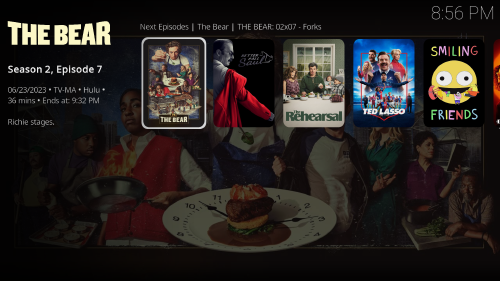 8:56 PM
THE BEAR
Next Episodes | The Bear | THE BEAR: 02x07 - Forks
Season 2, Episode 7
06/23/2023 • TV-MA • Hulu •
36 mins • Ends at: 9:32 PM
Richie stages.
THE BEAR
BETTER
CALL
Saul
The
Rehearsal
TED LASSO
SMILING
FRIENDS